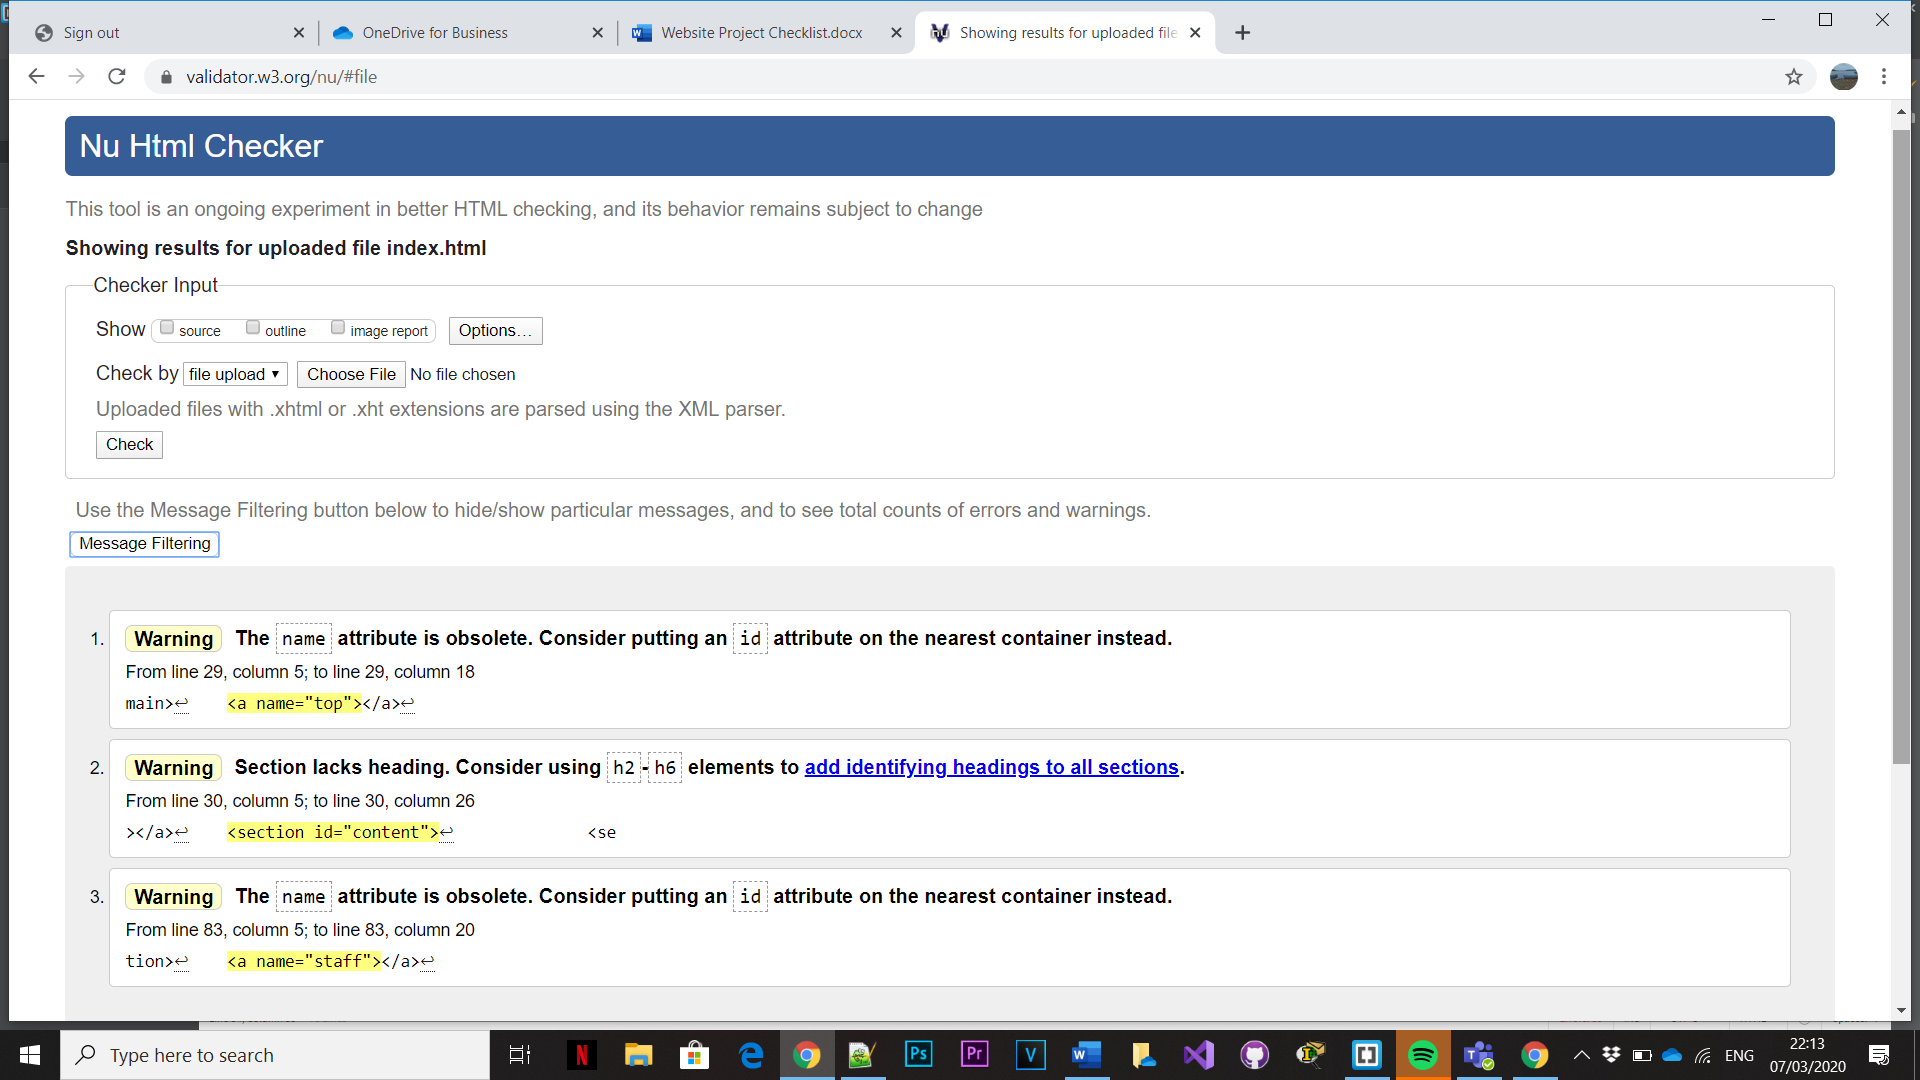 Sign out
OneDrive for Business
Website Project Checklist.docx
Showing results for uploaded file
validator.w3.org/nu/#file
Nu Html Checker
This tool is an ongoing experiment in better HTML checking, and its behavior remains subject to change
Showing results for uploaded file index.html
Checker Input
Show source outline image report Options...
Check by file upload Choose File No file chosen
Uploaded files with .xhtml or .xht extensions are parsed using the XML parser.
Check
Use the Message Filtering button below to hide/show particular messages, and to see total counts of errors and warnings.
Message Filtering
1. Warning The name attribute is obsolete. Consider putting an id attribute on the nearest container instead.
From line 29, column 5; to line 29, column 18
main>↩ <a name="top"></a>↩
2. Warning Section lacks heading. Consider using h2-h6 elements to add identifying headings to all sections.
From line 30, column 5; to line 30, column 26
></a>↩ <section id="content">↩ <se
3. Warning The name attribute is obsolete. Consider putting an id attribute on the nearest container instead.
From line 83, column 5; to line 83, column 20
tion>↩ <a name="staff"></a>↩
Type here to search
N
Ps
Pr
V
W
ENG
22:13
07/03/2020